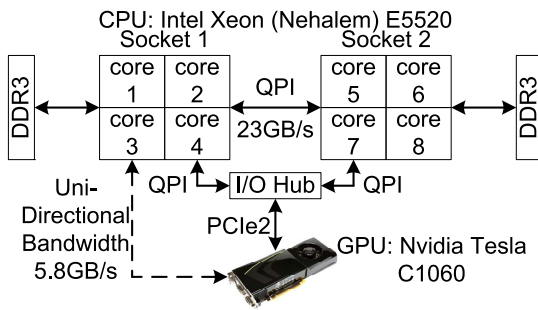 CPU: Intel Xeon (Nehalem) E5520
Socket 1
Socket 2
DDR3
core 1
core 2
QPI
23GB/s
core 5
core 6
DDR3
core 3
core 4
core 7
core 8
QPI
I/O Hub
QPI
Uni-
Directional
Bandwidth
5.8GB/s
PCIe2
GPU: Nvidia Tesla
C1060